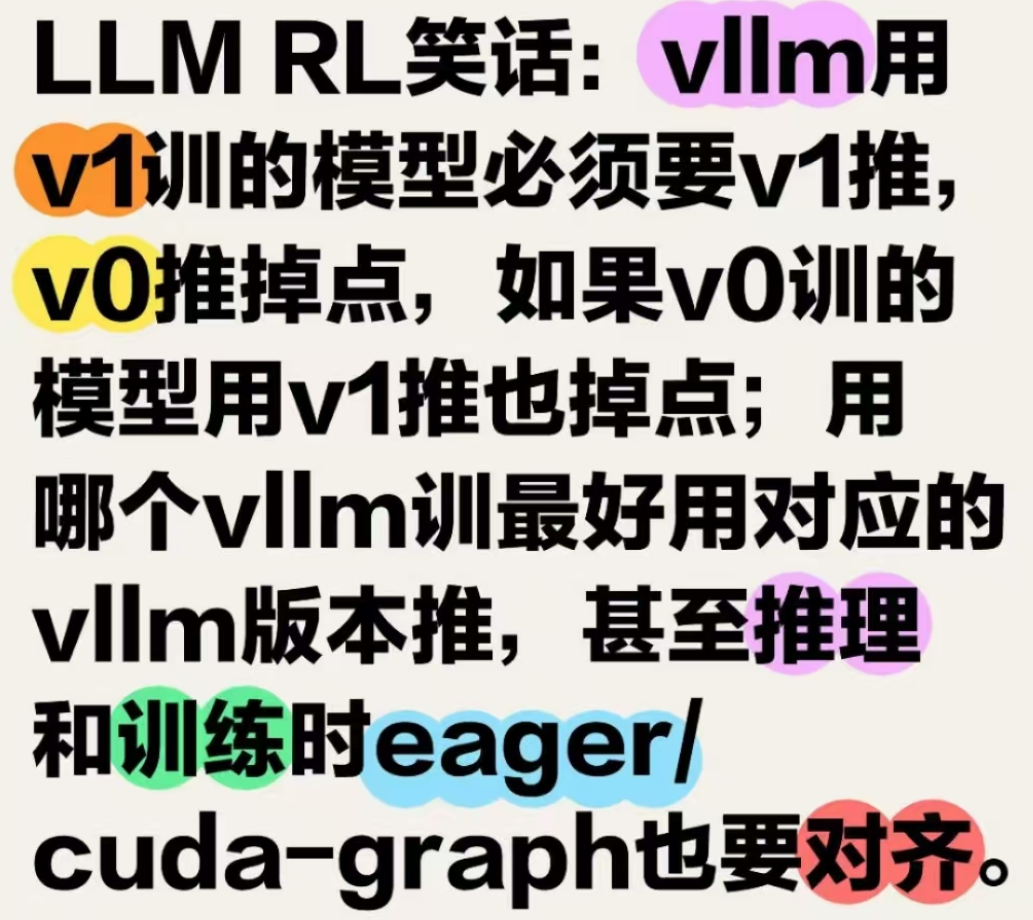 LLM RL笑话：vllm用
v1训的模型必须要v1推，
v0推掉点，如果v0训的
模型用v1推也掉点；用
哪个vllm训最好用对应的
vllm版本推，甚至推理
和训练时eager/
cuda-graph也要对齐。